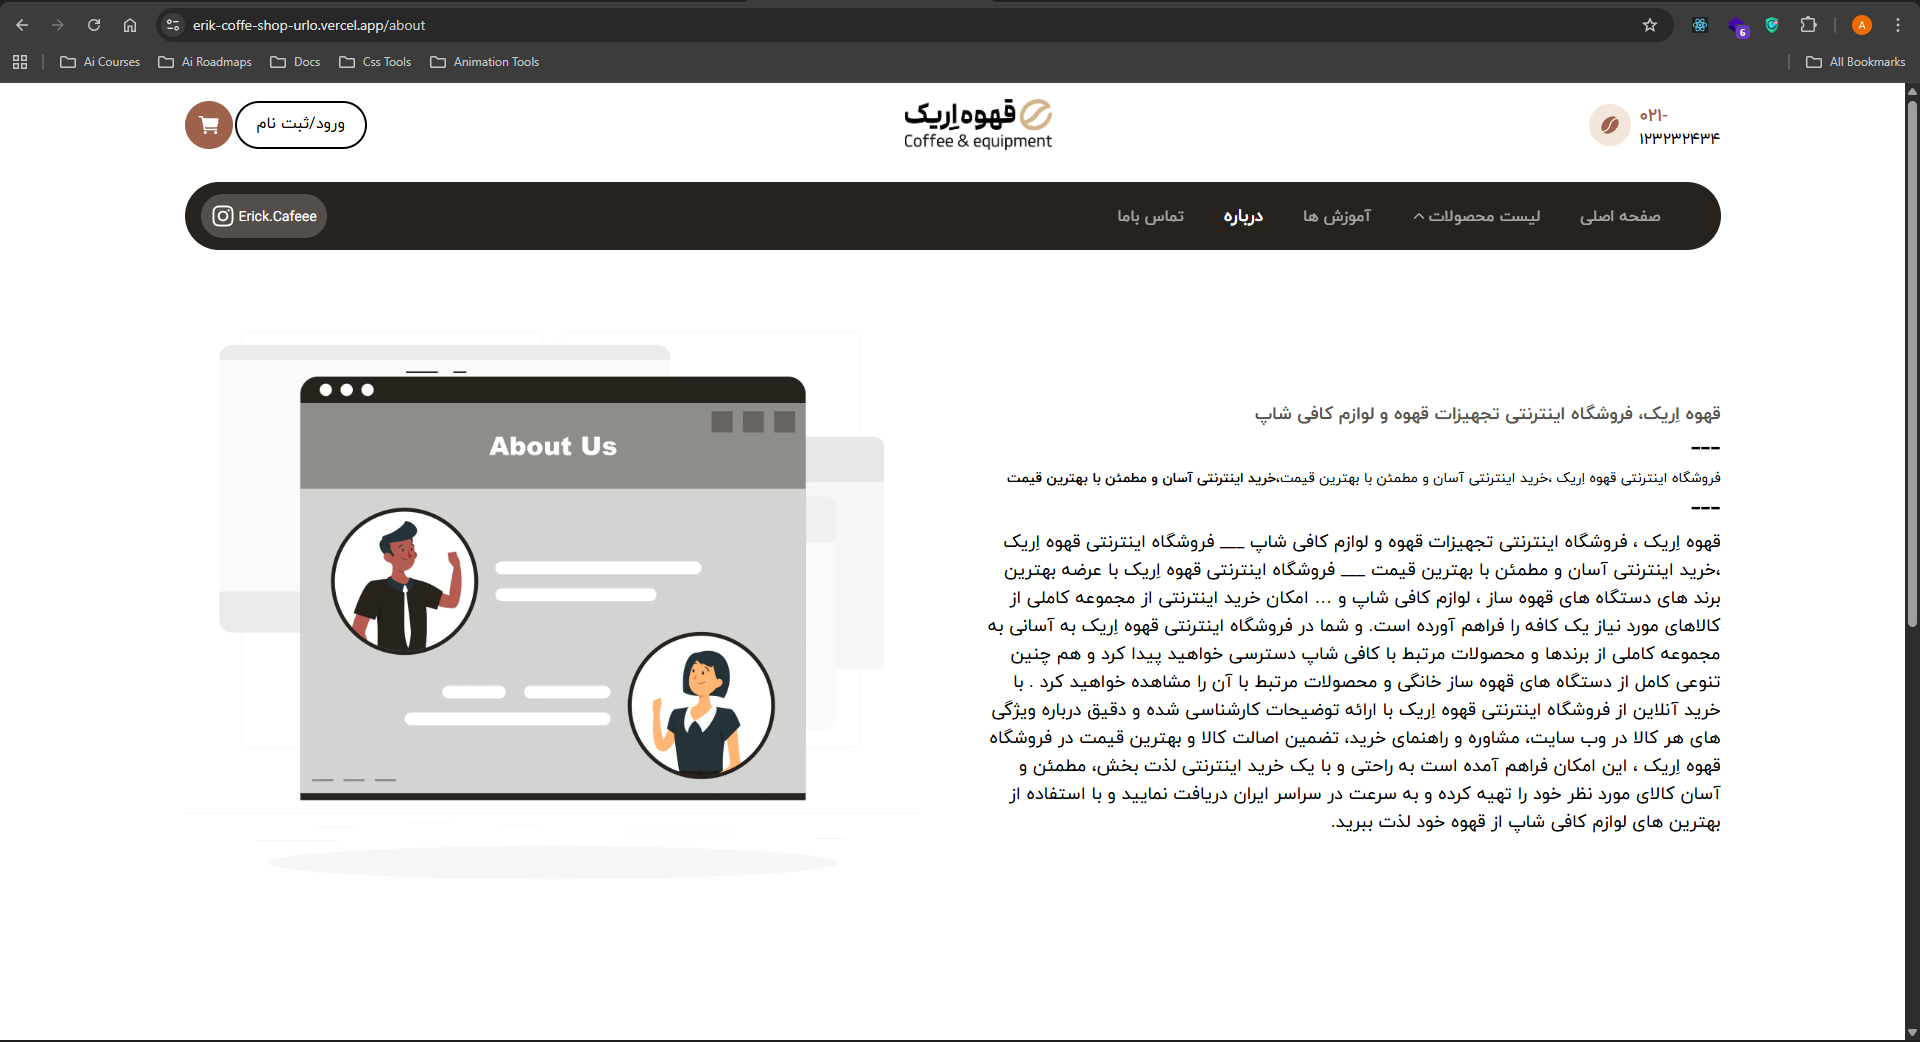 erik-coffe-shop-urlo.vercel.app/about
6
A
Ai Courses
Ai Roadmaps
Docs
Css Tools
Animation Tools
All Bookmarks
۰۲۱-
۱۲۳۲۳۲۴۳۴
قهوه اِریک
Coffee & equipment
ورود/ثبت نام
صفحه اصلی
لیست محصولات
آموزش ها
درباره
تماس باما
Erick.Cafeee
About Us
قهوه اِریک، فروشگاه اینترنتی تجهیزات قهوه و لوازم کافی شاپ
---
فروشگاه اینترنتی قهوه اِریک ،خرید اینترنتی آسان و مطمئن با بهترین قیمت،خرید اینترنتی آسان و مطمئن با بهترین قیمت
---
قهوه اِریک ، فروشگاه اینترنتی تجهیزات قهوه و لوازم کافی شاپ ___ فروشگاه اینترنتی قهوه اِریک
،خرید اینترنتی آسان و مطمئن با بهترین قیمت ___ فروشگاه اینترنتی قهوه اِریک با عرضه بهترین
برند های دستگاه های قهوه ساز ، لوازم کافی شاپ و ... امکان خرید اینترنتی از مجموعه کاملی از
کالاهای مورد نیاز یک کافه را فراهم آورده است. و شما در فروشگاه اینترنتی قهوه اِریک به آسانی به
مجموعه کاملی از برندها و محصولات مرتبط با کافی شاپ دسترسی خواهید پیدا کرد و هم چنین
تنوعی کامل از دستگاه های قهوه ساز خانگی و محصولات مرتبط با آن را مشاهده خواهید کرد . با
خرید آنلاین از فروشگاه اینترنتی قهوه اِریک با ارائه توضیحات کارشناسی شده و دقیق درباره ویژگی
های هر کالا در وب سایت، مشاوره و راهنمای خرید، تضمین اصالت کالا و بهترین قیمت در فروشگاه
قهوه اِریک ، این امکان فراهم آمده است به راحتی و با یک خرید اینترنتی لذت بخش، مطمئن و
آسان کالای مورد نظر خود را تهیه کرده و به سرعت در سراسر ایران دریافت نمایید و با استفاده از
بهترین های لوازم کافی شاپ از قهوه خود لذت ببرید.